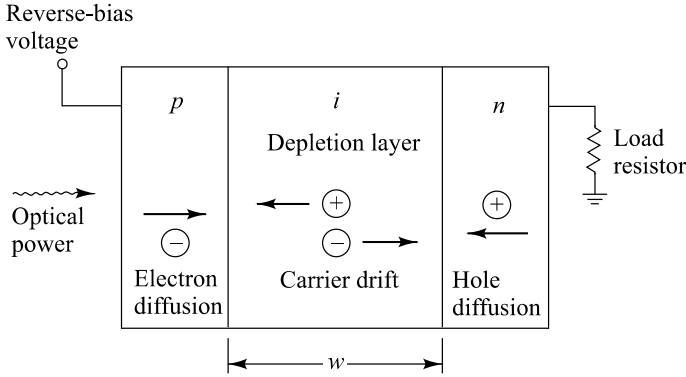 Reverse-bias
voltage
p
i
n
Depletion layer
Load
resistor
+
+
Optical
power
−
−
Electron
diffusion
Carrier drift
Hole
diffusion
w